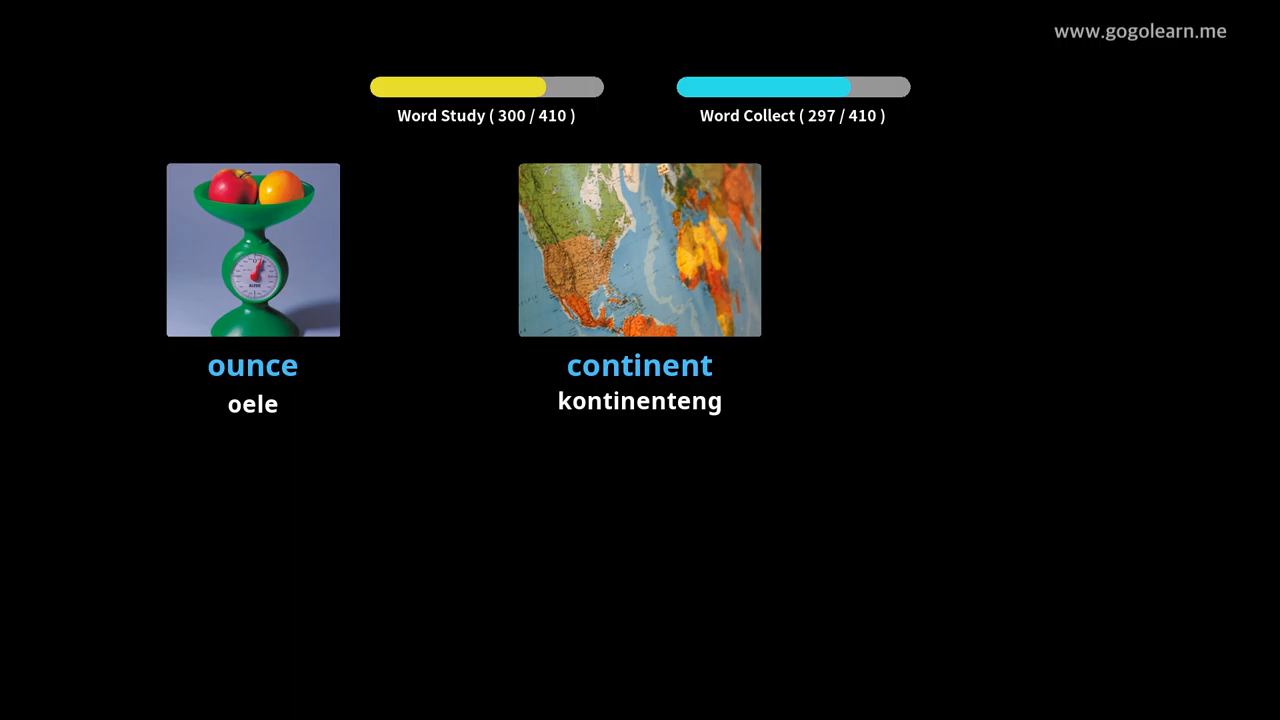 www.gogolearn.me
Word Study ( 300 / 410 )
Word Collect ( 297 / 410 )
ounce
oele
continent
kontinenteng